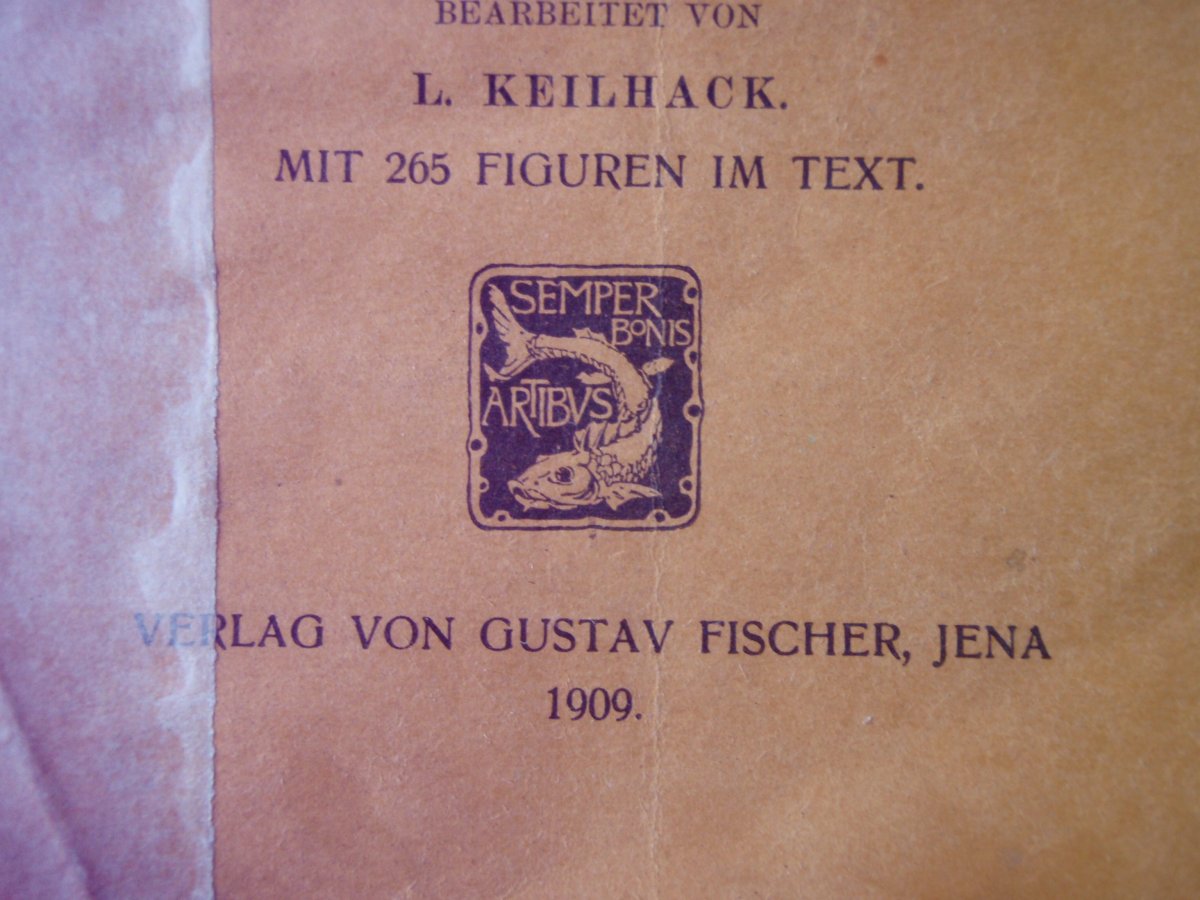 BEARBEITET VON
L. KEILHACK.
MIT 265 FIGUREN IM TEXT.
SEMPER
BONIS
ARTIBVS
VERLAG VON GUSTAV FISCHER, JENA
1909.